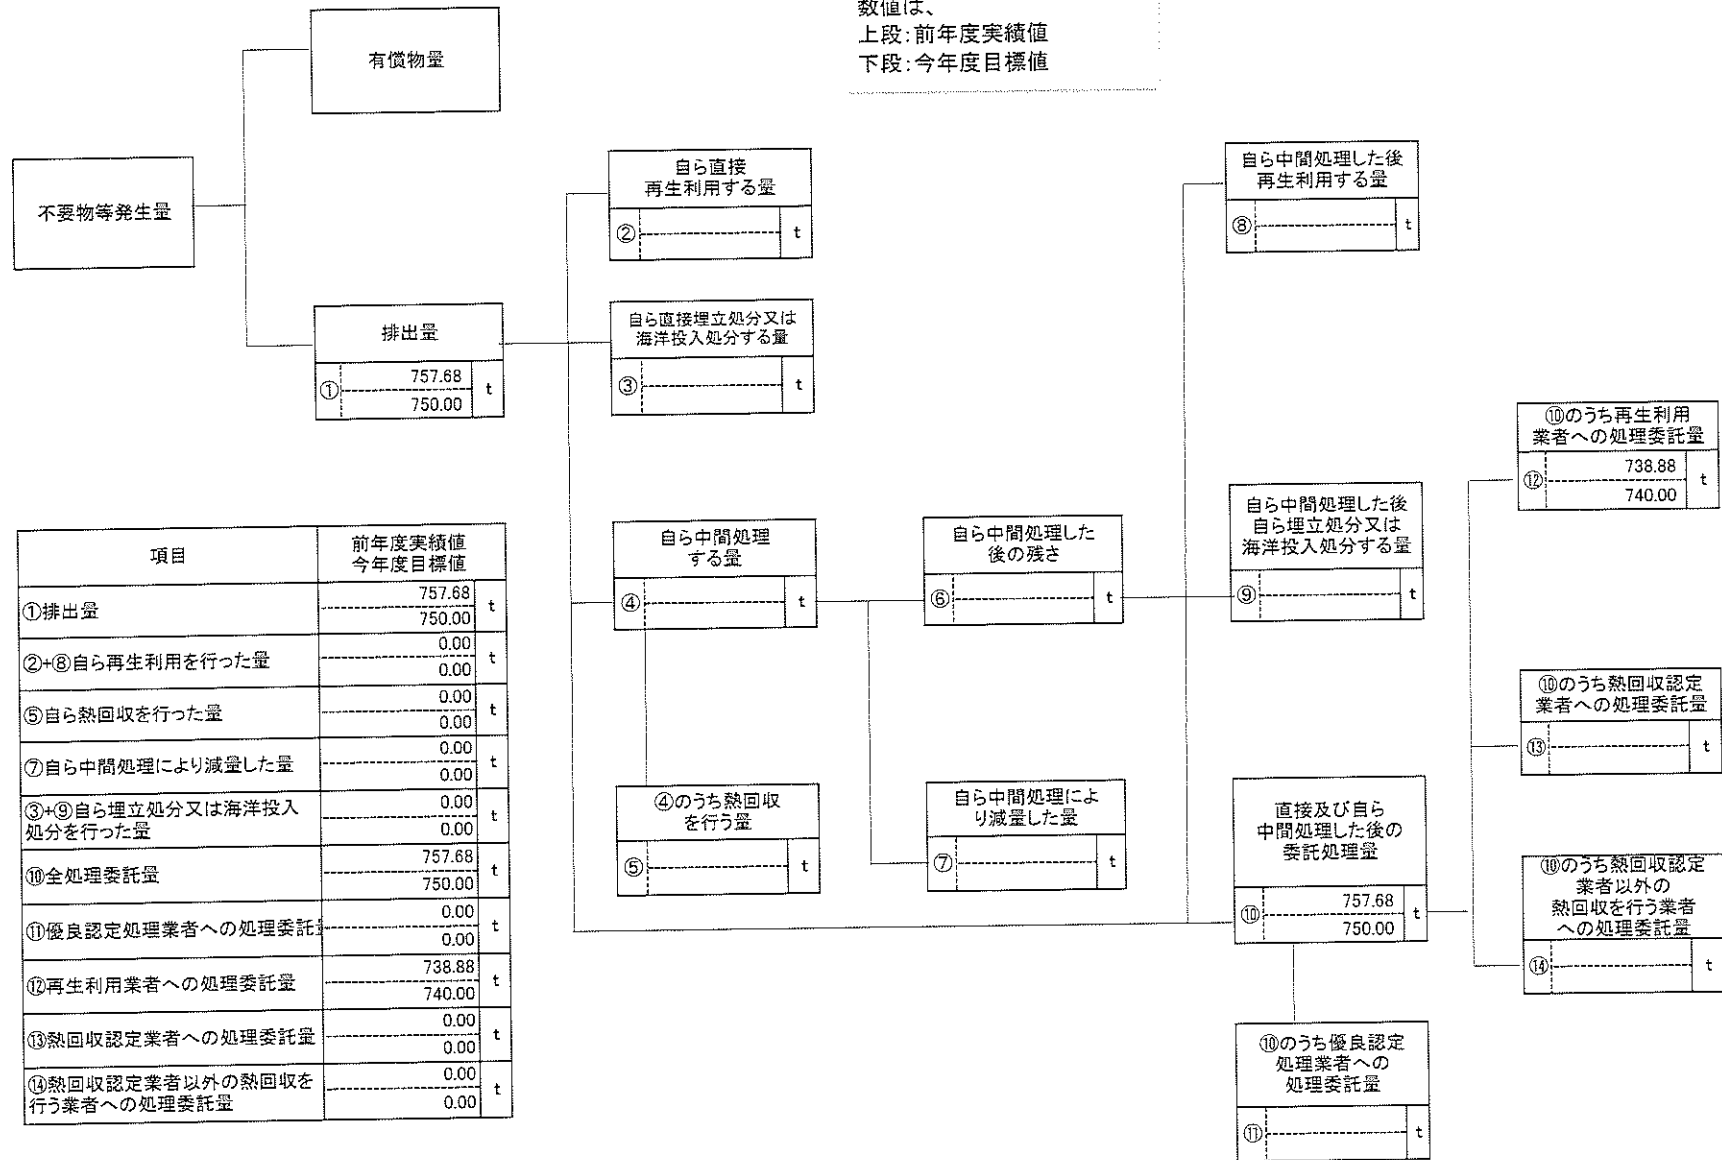 数値は、
上段:前年度実績値
下段:今年度目標値
有償物量
不要物等発生量
排出量
① 757.68 t
750.00
自ら直接
再生利用する量
② t
自ら直接埋立処分又は
海洋投入処分する量
③ t
自ら中間処理
する量
④ t
④のうち熱回収
を行う量
⑤ t
自ら中間処理した
後の残さ
⑥ t
自ら中間処理によ
り減量した量
⑦ t
自ら中間処理した後
再生利用する量
⑧ t
自ら中間処理した後
自ら埋立処分又は
海洋投入処分する量
⑨ t
直接及び自ら
中間処理した後の
委託処理量
⑩ 757.68 t
750.00
⑩のうち優良認定
処理業者への
処理委託量
⑪ t
⑩のうち再生利用
業者への処理委託量
⑫ 738.88 t
740.00
⑩のうち熱回収認定
業者への処理委託量
⑬ t
⑩のうち熱回収認定
業者以外の
熱回収を行う業者
への処理委託量
⑭ t
項目 前年度実績値
今年度目標値
①排出量 757.68 t
750.00
②+⑧自ら再生利用を行った量 0.00 t
0.00
⑤自ら熱回収を行った量 0.00 t
0.00
⑦自ら中間処理により減量した量 0.00 t
0.00
③+⑨自ら埋立処分又は海洋投入 0.00 t
処分を行った量 0.00
⑩全処理委託量 757.68 t
750.00
⑪優良認定処理業者への処理委託 0.00 t
0.00
⑫再生利用業者への処理委託量 738.88 t
740.00
⑬熱回収認定業者への処理委託量 0.00 t
0.00
⑭熱回収認定業者以外の熱回収を 0.00 t
行う業者への処理委託量 0.00